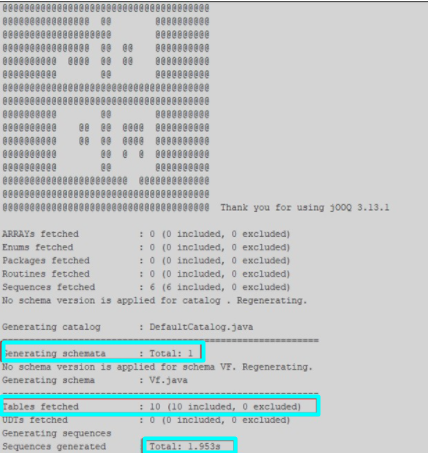 @@@@@@@@@@@@@@@@@@@@@@@@@@@@@@@@@@@@@@@@
@@@@@@@@@@@@@@@@  @@        @@@@@@@@@@
@@@@@@@@@@@@@@@@@@@@        @@@@@@@@@@
@@@@@@@@@@@@@@@@  @@  @@    @@@@@@@@@@
@@@@@@@@@@  @@@@  @@  @@    @@@@@@@@@@
@@@@@@@@@@        @@        @@@@@@@@@@
@@@@@@@@@@@@@@@@@@@@@@@@@@@@@@@@@@@@@@
@@@@@@@@@@@@@@@@@@@@@@@@@@@@@@@@@@@@@@
@@@@@@@@@@        @@        @@@@@@@@@@
@@@@@@@@@@    @@  @@  @@@@  @@@@@@@@@@
@@@@@@@@@@    @@  @@  @@@@  @@@@@@@@@@
@@@@@@@@@@        @@  @  @  @@@@@@@@@@
@@@@@@@@@@        @@        @@@@@@@@@@
@@@@@@@@@@@@@@@@@@@@@@@  @@@@@@@@@@@@@
@@@@@@@@@@@@@@@@@@@@@@@@@@@@@@@@@@@@@@
@@@@@@@@@@@@@@@@@@@@@@@@@@@@@@@@@@@@@@  Thank you for using jOOQ 3.13.1
ARRAYs fetched : 0 (0 included, 0 excluded)
Enums fetched : 0 (0 included, 0 excluded)
Packages fetched : 0 (0 included, 0 excluded)
Routines fetched : 0 (0 included, 0 excluded)
Sequences fetched : 6 (6 included, 0 excluded)
No schema version is applied for catalog . Regenerating.
Generating catalog : DefaultCatalog.java
==========================================================
Generating schemata : Total: 1
No schema version is applied for schema VF. Regenerating.
Generating schema : Vf.java
----------------------------------------------------------
Tables fetched : 10 (10 included, 0 excluded)
UDTs fetched : 0 (0 included, 0 excluded)
Generating sequences
Sequences generated Total: 1.953s